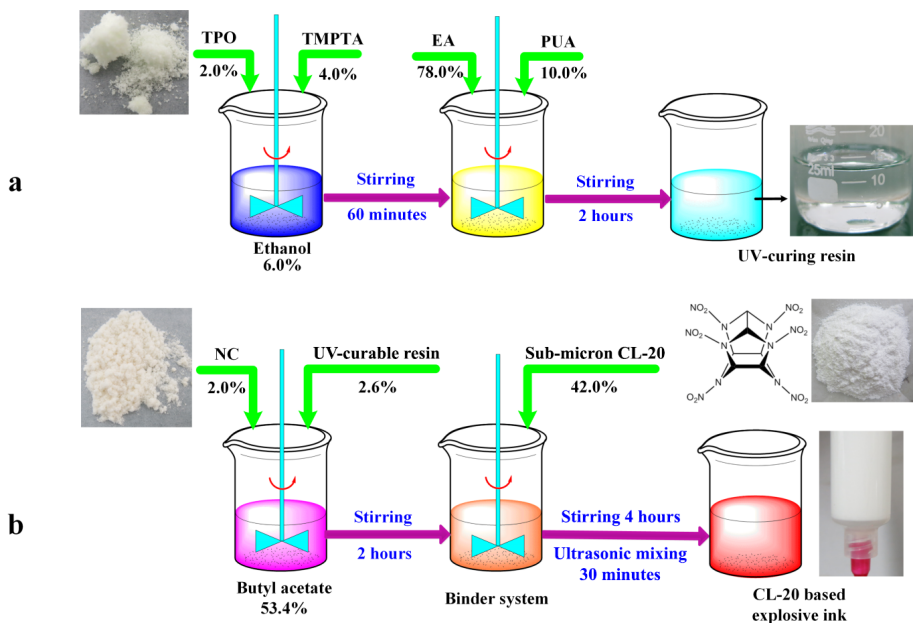 TPO
2.0%
TMPTA
4.0%
EA
78.0%
PUA
10.0%
a
Stirring
60 minutes
Stirring
2 hours
20
15
25ml
10
Ethanol
6.0%
UV-curing resin
NC
2.0%
UV-curable resin
2.6%
Sub-micron CL-20
42.0%
NO₂
NO₂
NO₂
NO₂
O₂N
NO₂
N
N
N
N
N
N
b
Stirring
2 hours
Stirring 4 hours
Ultrasonic mixing
30 minutes
Butyl acetate
53.4%
Binder system
CL-20 based
explosive ink